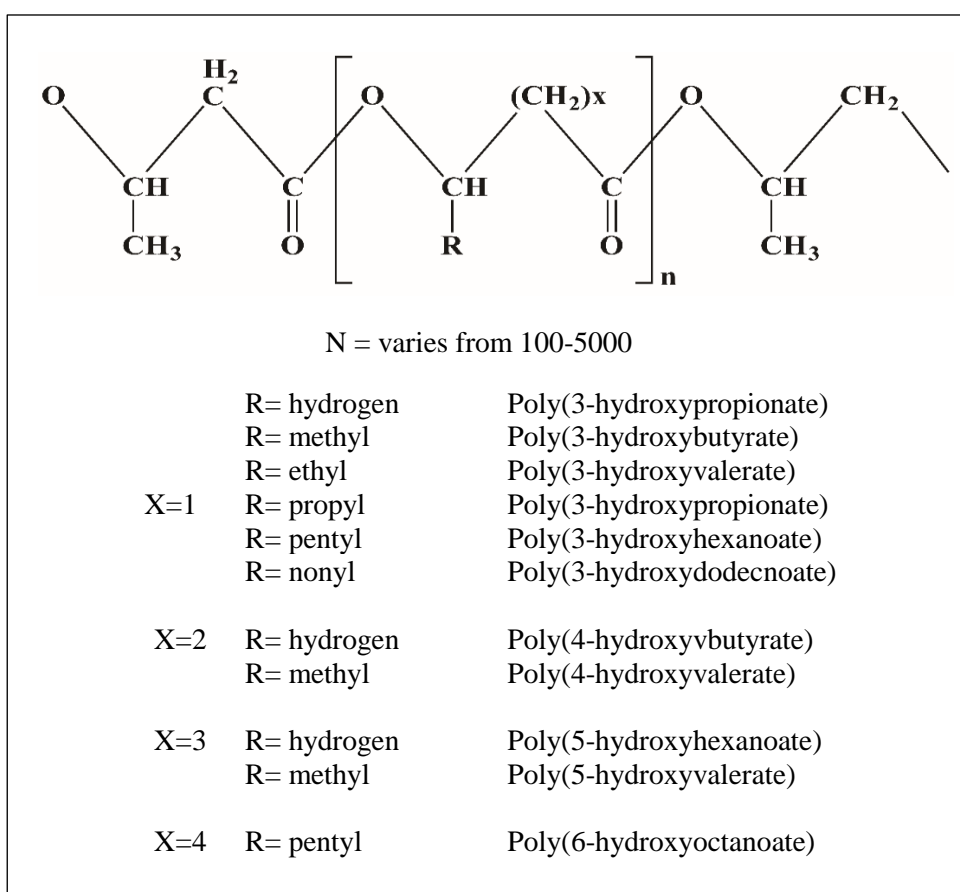 H2
O C O (CH2)x O CH2
CH C CH C CH
CH3 O R O CH3
n
N = varies from 100-5000
R= hydrogen Poly(3-hydroxypropionate)
R= methyl Poly(3-hydroxybutyrate)
R= ethyl Poly(3-hydroxyvalerate)
X=1 R= propyl Poly(3-hydroxypropionate)
R= pentyl Poly(3-hydroxyhexanoate)
R= nonyl Poly(3-hydroxydodecnoate)
X=2 R= hydrogen Poly(4-hydroxyvbutyrate)
R= methyl Poly(4-hydroxyvalerate)
X=3 R= hydrogen Poly(5-hydroxyhexanoate)
R= methyl Poly(5-hydroxyvalerate)
X=4 R= pentyl Poly(6-hydroxyoctanoate)